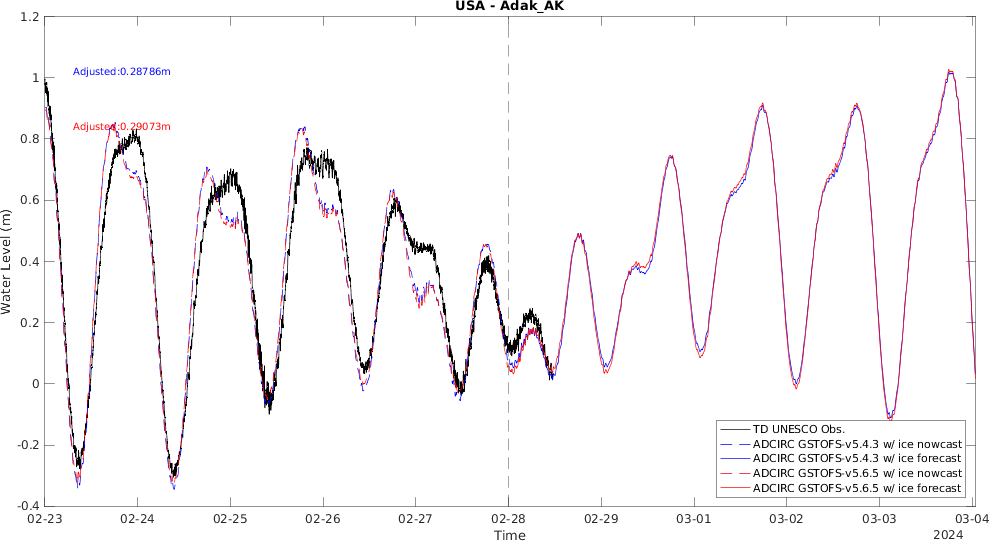 USA - Adak_AK
Adjusted:0.28786m
Adjusted:0.29073m
Water Level (m)
1.2
1
0.8
0.6
0.4
0.2
0
-0.2
-0.4
02-23
02-24
02-25
02-26
02-27
02-28
02-29
03-01
03-02
03-03
03-04
2024
Time
TD UNESCO Obs.
ADCIRC GSTOFS-v5.4.3 w/ ice nowcast
ADCIRC GSTOFS-v5.4.3 w/ ice forecast
ADCIRC GSTOFS-v5.6.5 w/ ice nowcast
ADCIRC GSTOFS-v5.6.5 w/ ice forecast